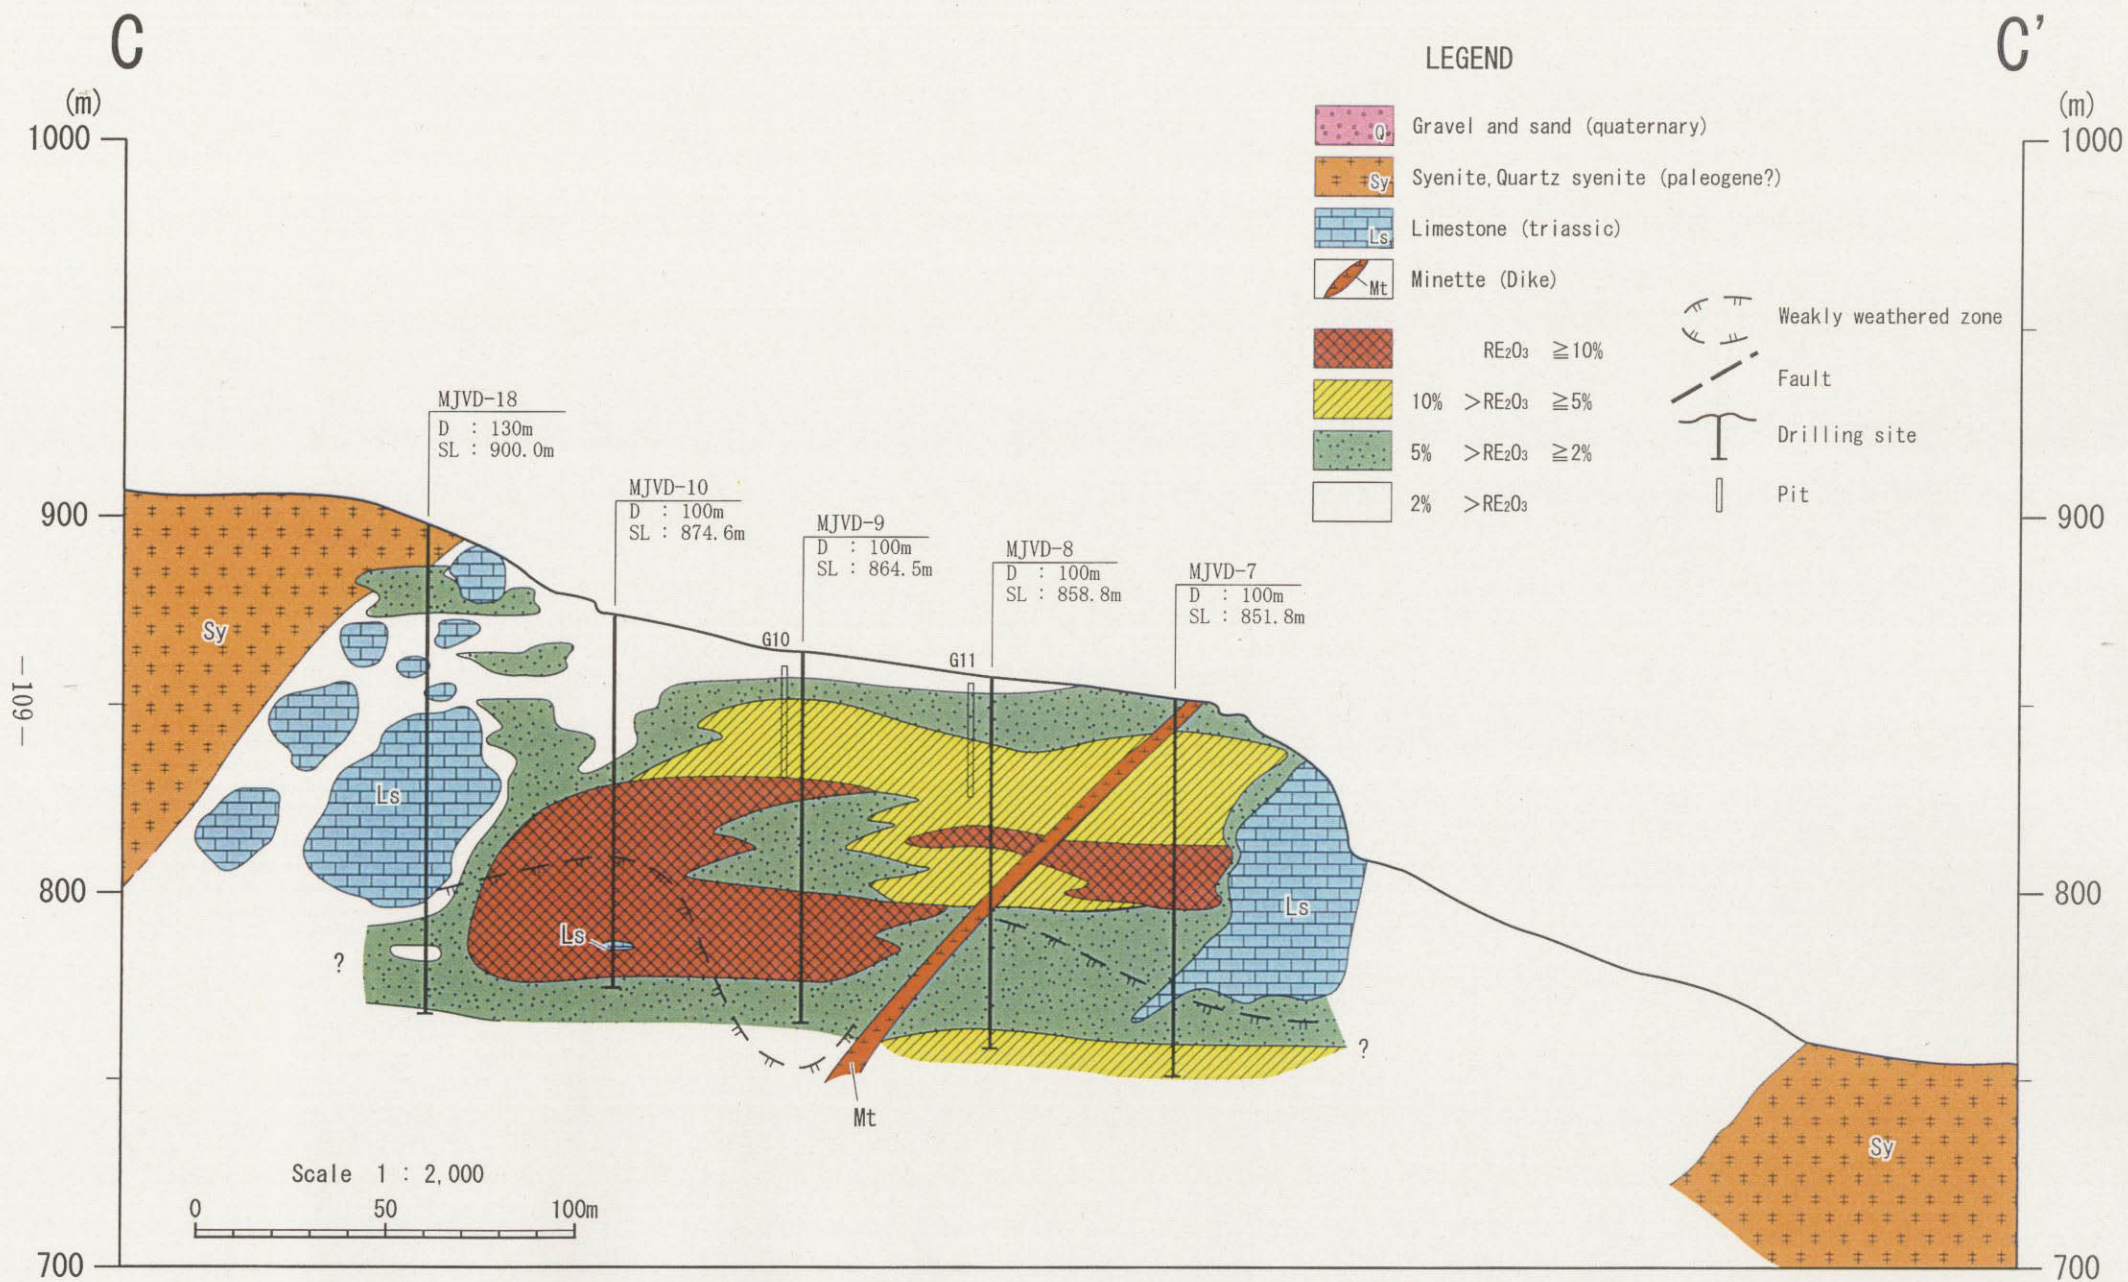 C
C'
(m)
(m)
1000
1000
900
900
800
800
700
700
LEGEND
Q
Gravel and sand (quaternary)
Sy
Syenite, Quartz syenite (paleogene?)
Ls
Limestone (triassic)
Mt
Minette (Dike)
RE₂O₃ ≧10%
10% >RE₂O₃ ≧5%
5% >RE₂O₃ ≧2%
2% >RE₂O₃
Weakly weathered zone
Fault
Drilling site
Pit
MJVD-18
D : 130m
SL : 900.0m
MJVD-10
D : 100m
SL : 874.6m
MJVD-9
D : 100m
SL : 864.5m
MJVD-8
D : 100m
SL : 858.8m
MJVD-7
D : 100m
SL : 851.8m
G10
G11
Sy
Ls
Ls
Ls
?
?
Mt
Sy
Scale 1 : 2,000
0 50 100m
— 109 —